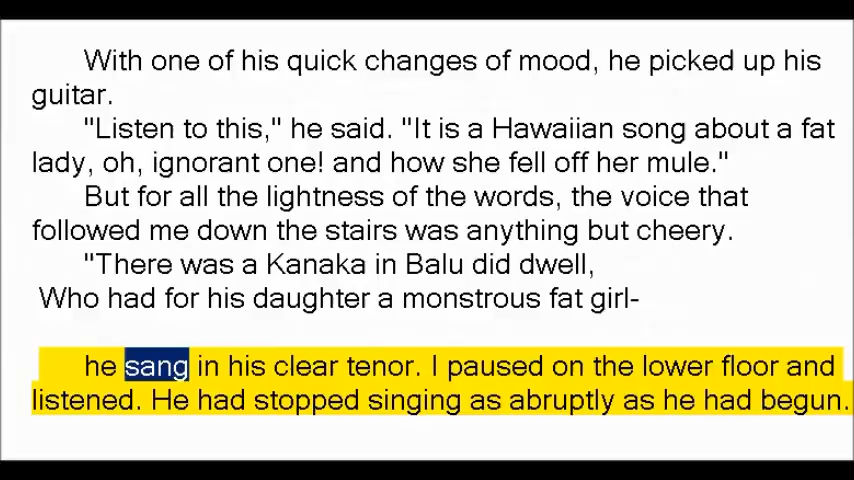 With one of his quick changes of mood, he picked up his
guitar.
"Listen to this," he said. "It is a Hawaiian song about a fat
lady, oh, ignorant one! and how she fell off her mule."
But for all the lightness of the words, the voice that
followed me down the stairs was anything but cheery.
"There was a Kanaka in Balu did dwell,
Who had for his daughter a monstrous fat girl-
he sang in his clear tenor. I paused on the lower floor and
listened. He had stopped singing as abruptly as he had begun.